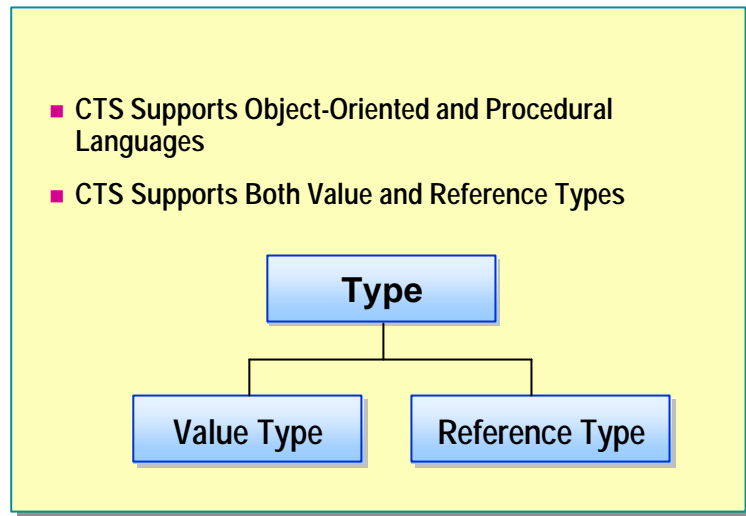 CTS Supports Object-Oriented and Procedural
Languages
CTS Supports Both Value and Reference Types
Type
Value Type
Reference Type